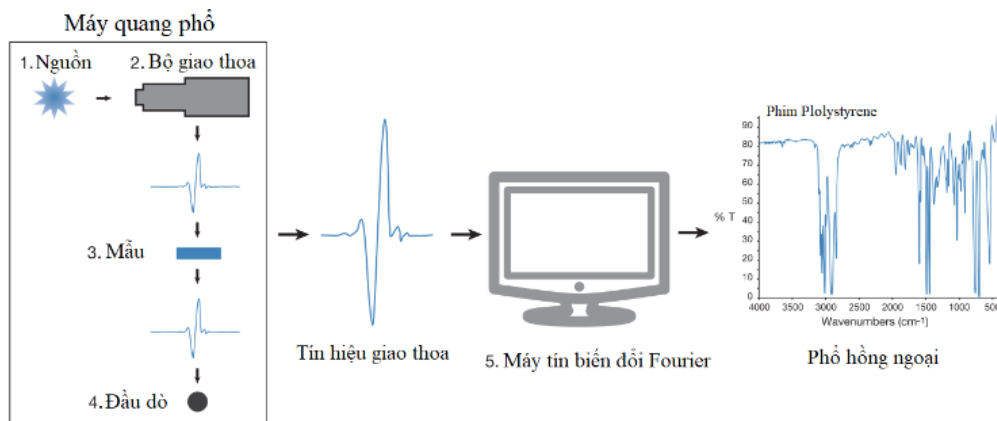 Máy quang phổ
1. Nguồn
2. Bộ giao thoa
3. Mẫu
4. Đầu dò
Tín hiệu giao thoa
5. Máy tín biến đổi Fourier
Phim Plolystyrene
90
80
70
60
50
40
30
20
10
0
% T
4000 3500 3000 2500 2000 1500 1000 500
Wavenumbers (cm-1)
Phổ hồng ngoại